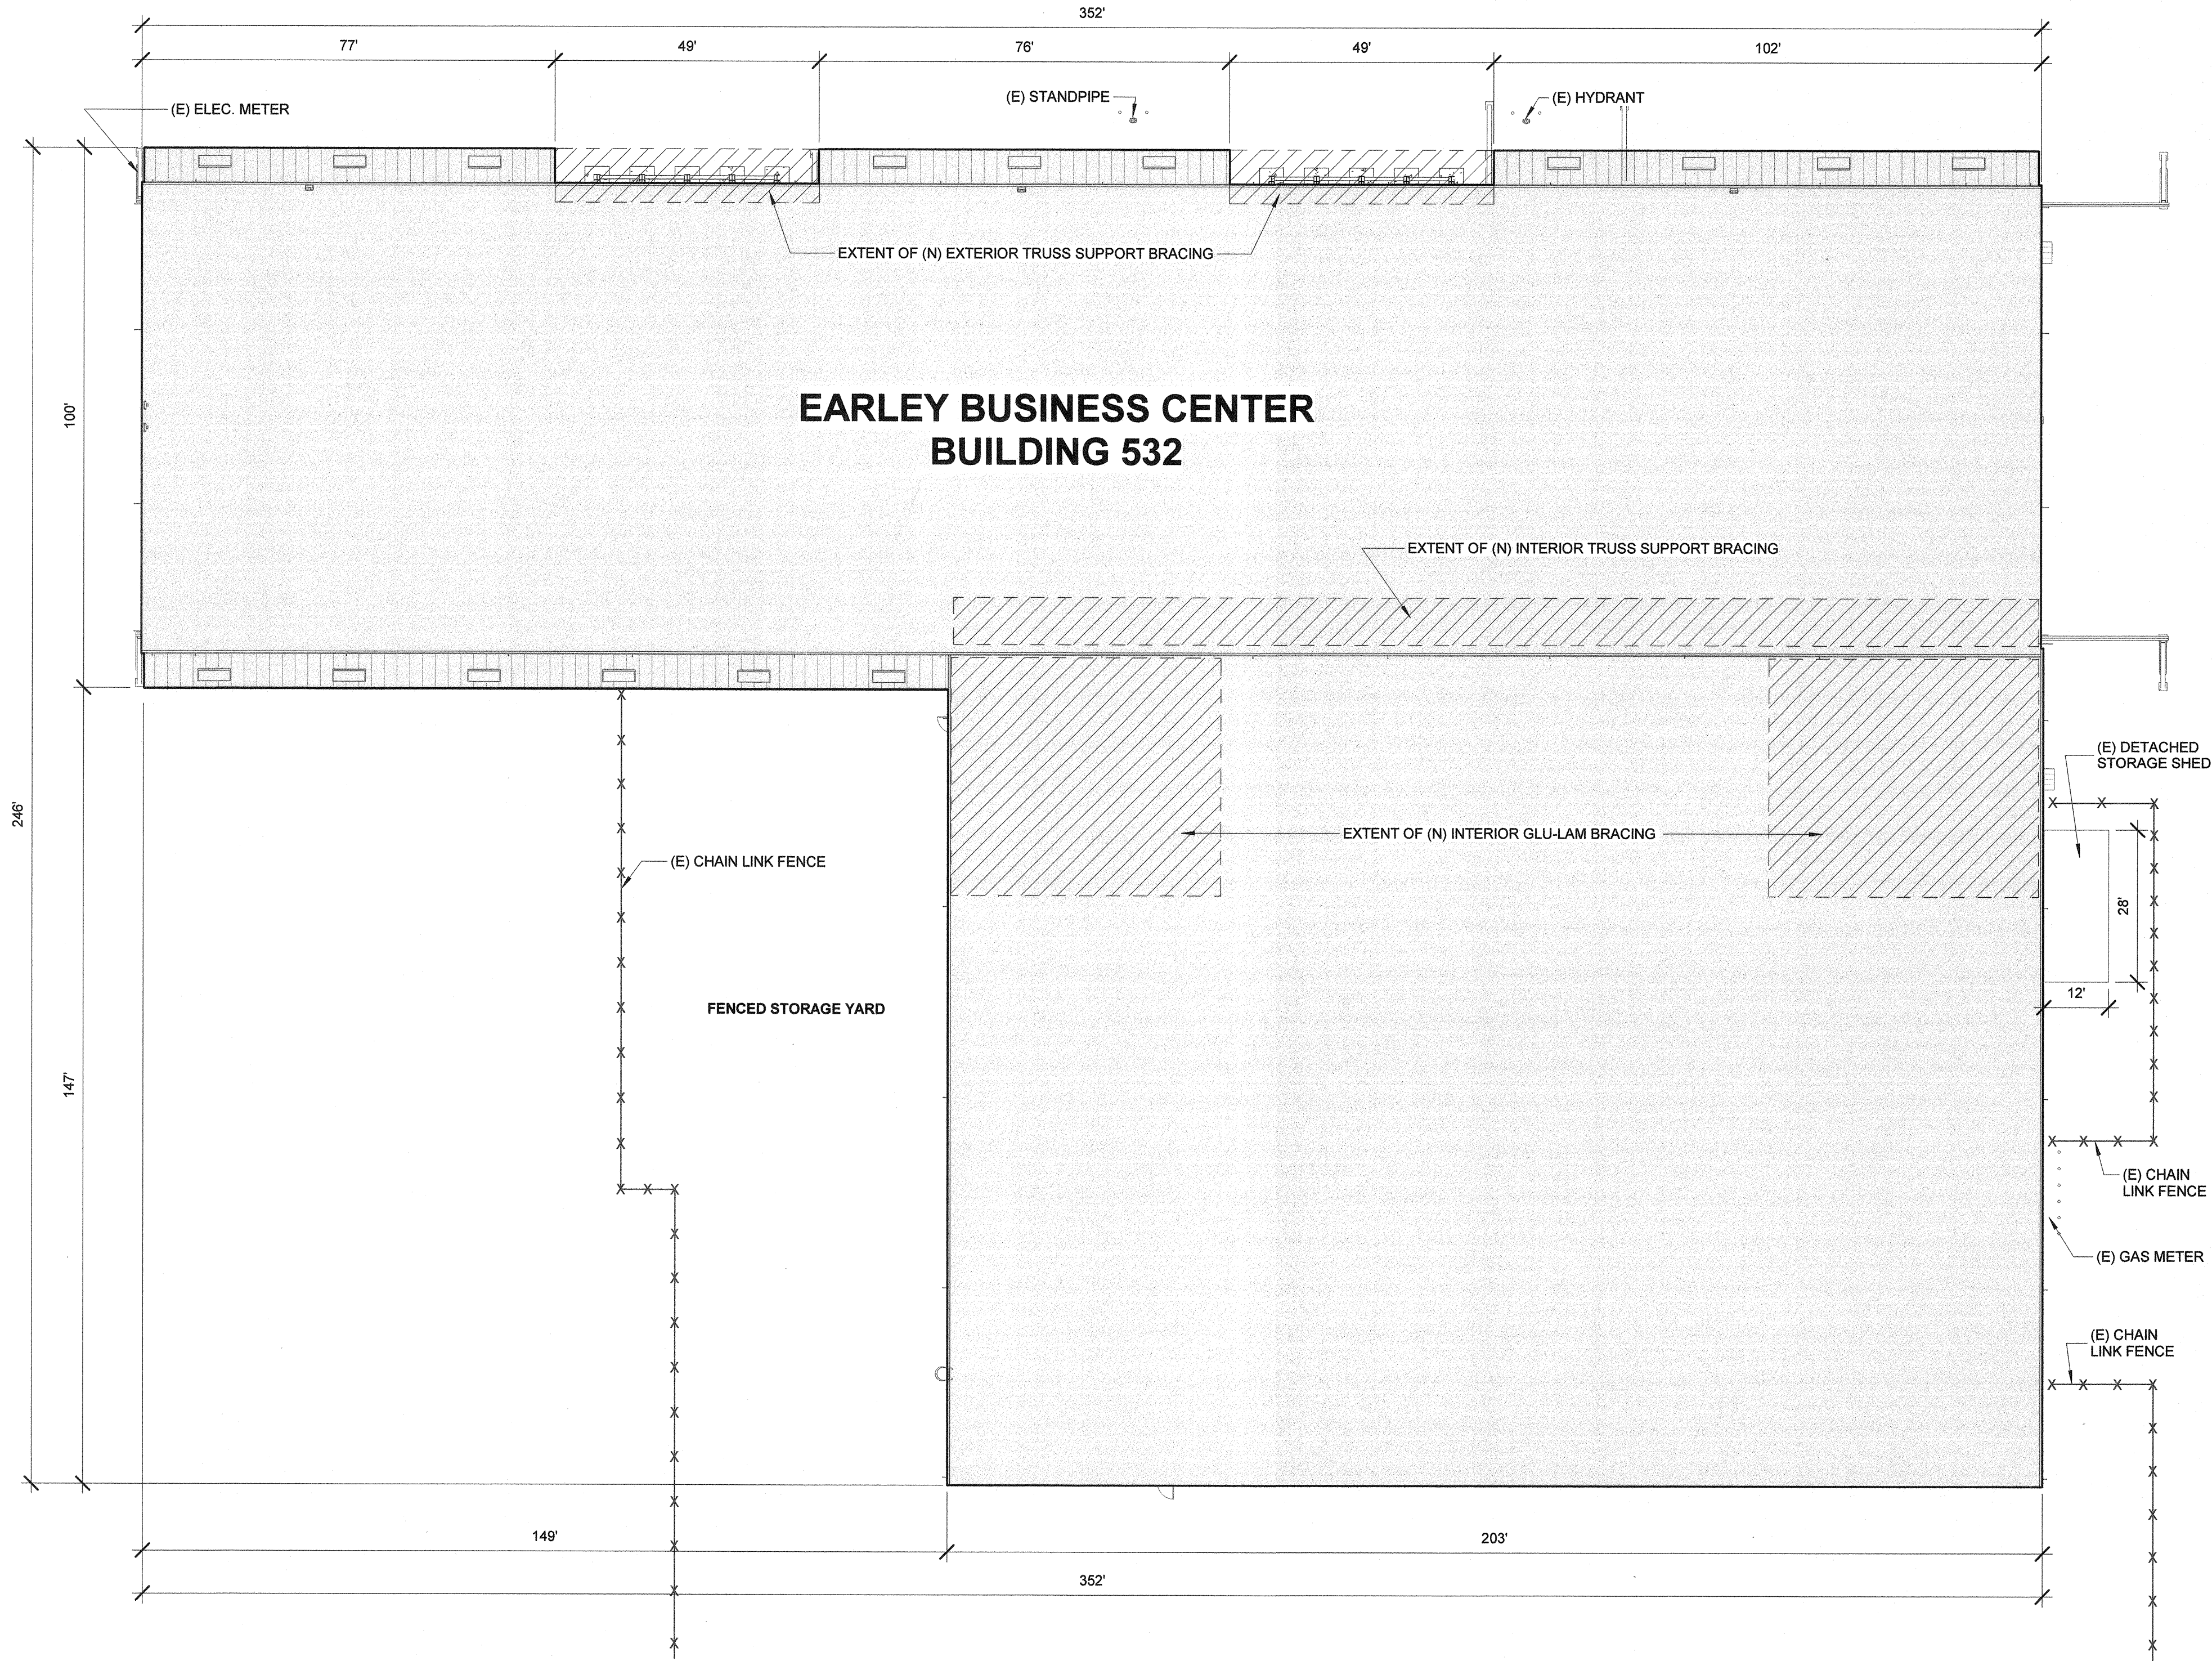 352'
77'
49'
76'
49'
102'
(E) ELEC. METER
(E) STANDPIPE
(E) HYDRANT
EXTENT OF (N) EXTERIOR TRUSS SUPPORT BRACING
100'
EARLEY BUSINESS CENTER
BUILDING 532
EXTENT OF (N) INTERIOR TRUSS SUPPORT BRACING
(E) DETACHED
STORAGE SHED
246'
EXTENT OF (N) INTERIOR GLU-LAM BRACING
(E) CHAIN LINK FENCE
28'
12'
FENCED STORAGE YARD
147'
(E) CHAIN
LINK FENCE
(E) GAS METER
(E) CHAIN
LINK FENCE
149'
203'
352'